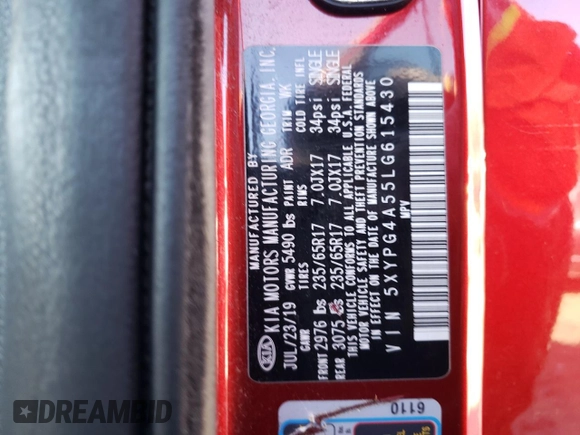 MANUFACTURED BY
KIA KIA MOTORS MANUFACTURING GEORGIA, INC.
JUL/23/19 GVWR 5490 lbs PAINT ADR TRIM WK
GAWR TIRES RIMS COLD TIRE INFL
FRONT 2976 lbs 235/65R17 7.0JX17 34psi SINGLE
REAR 3075 lbs 235/65R17 7.0JX17 34psi SINGLE
THIS VEHICLE CONFORMS TO ALL APPLICABLE U.S.A. FEDERAL
MOTOR VEHICLE SAFETY AND THEFT PREVENTION STANDARDS
IN EFFECT ON THE DATE OF MANUFACTURE SHOWN ABOVE
VIN 5XYPG4A55LG615430
MPV
6110
DREAMBID